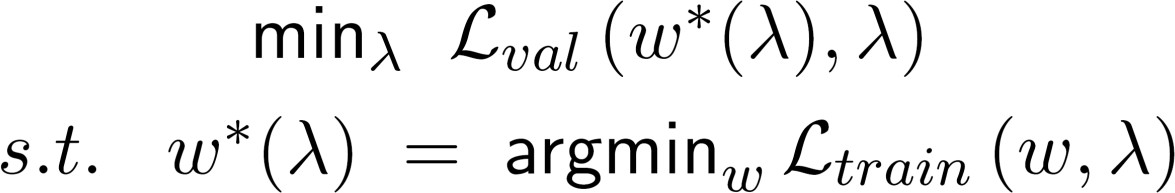 min_λ ℒ_val (w*(λ), λ)
s.t. w*(λ) = argmin_w ℒ_train (w, λ)